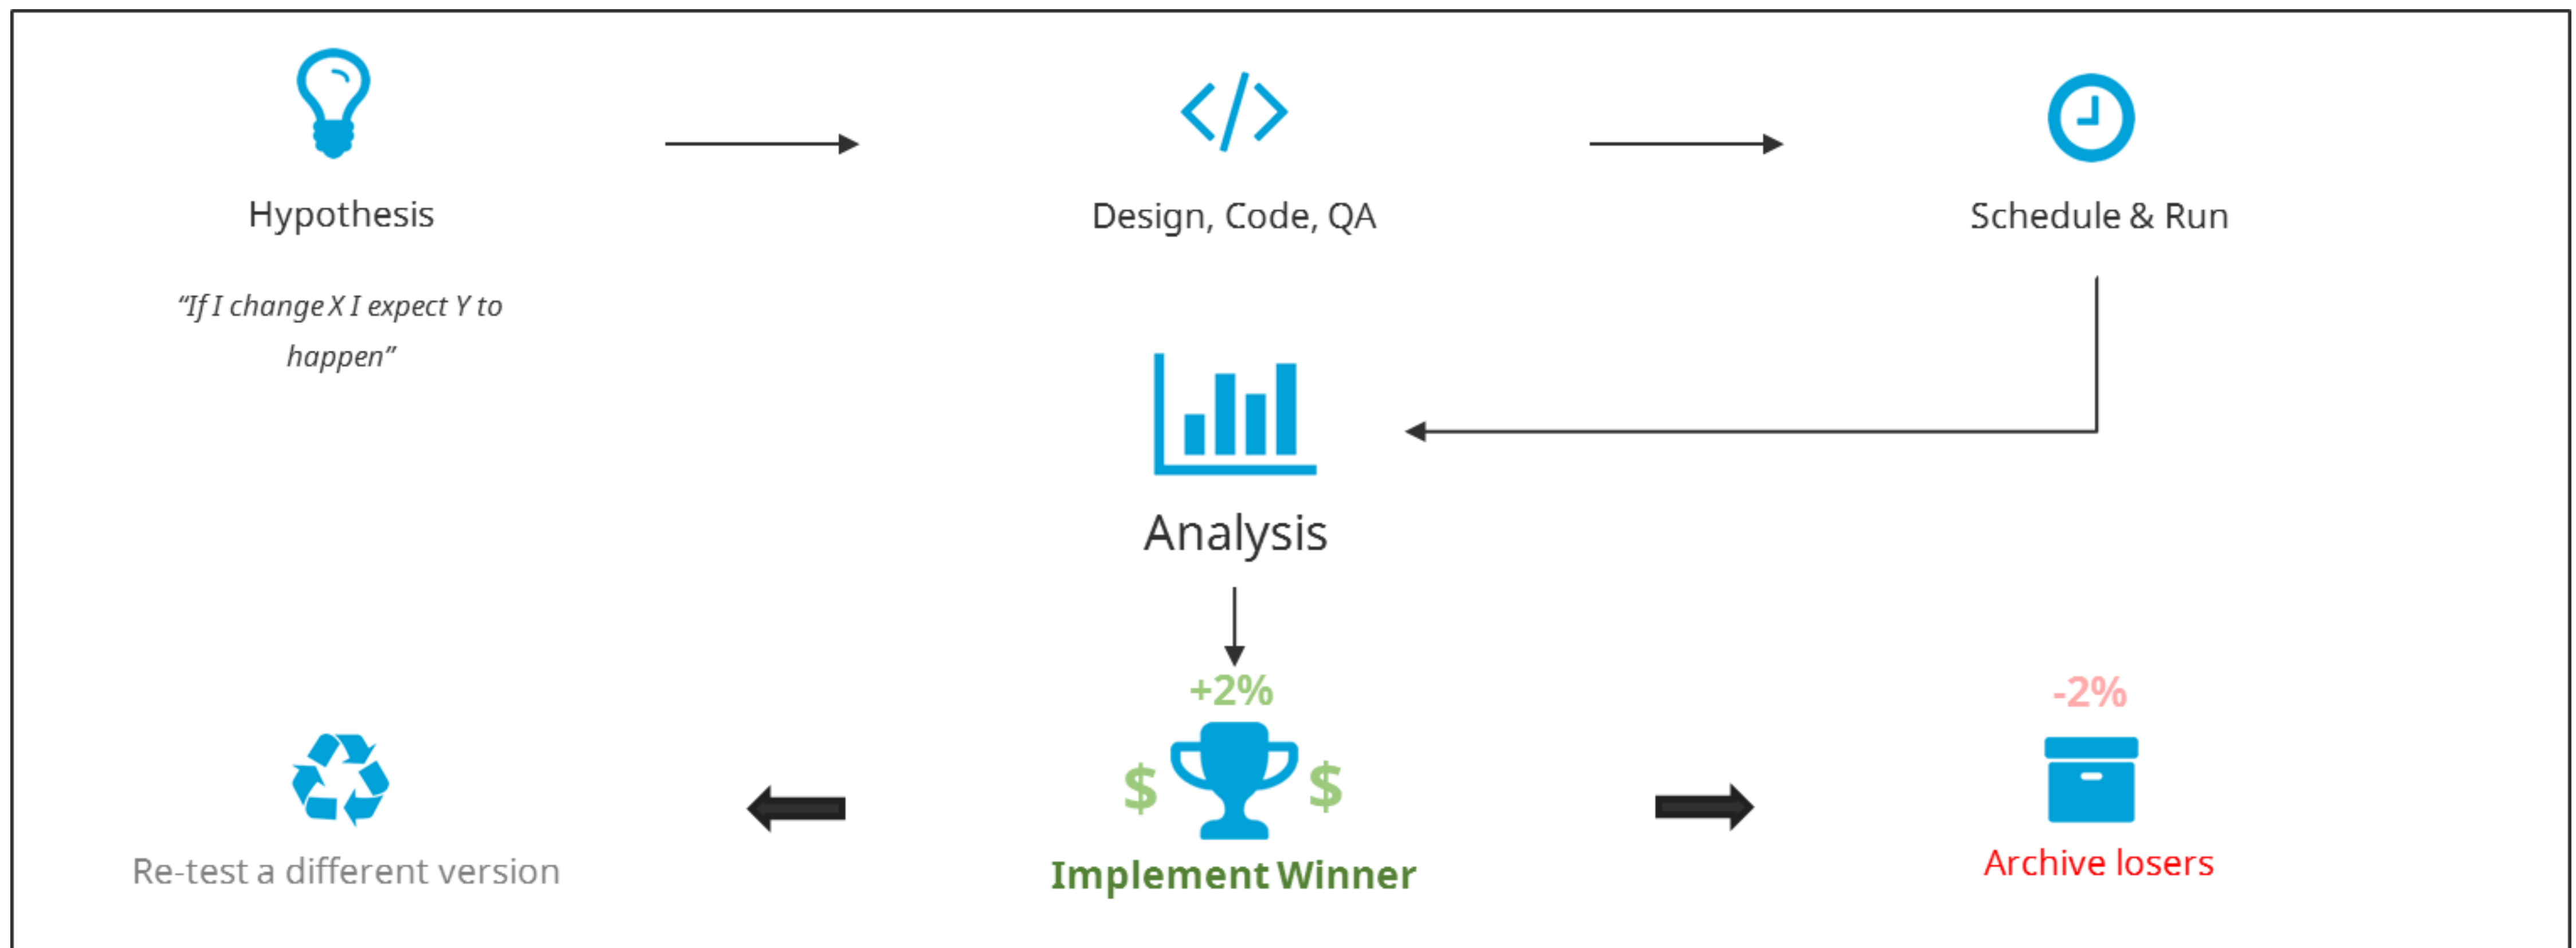 Hypothesis
Design, Code, QA
Schedule & Run
“If I change X I expect Y to
happen”
Analysis
+2%
-2%
$ $
Re-test a different version
Implement Winner
Archive losers